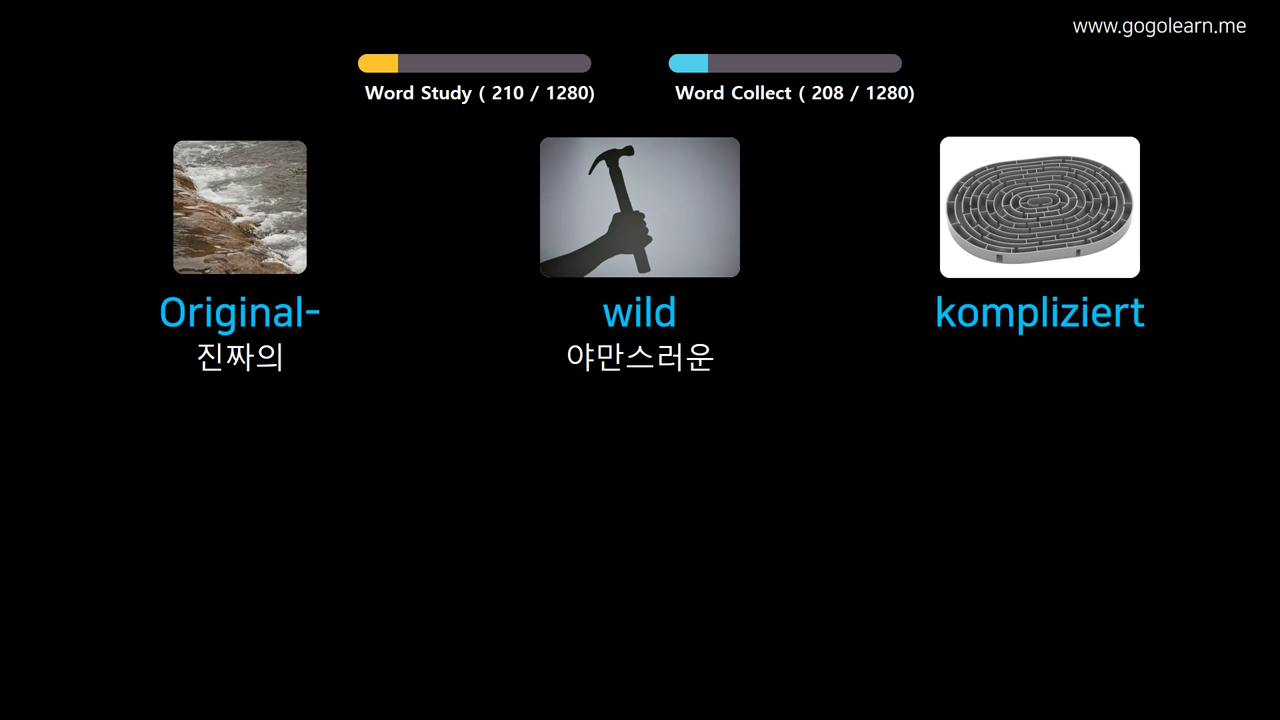 www.gogolearn.me
Word Study ( 210 / 1280)
Word Collect ( 208 / 1280)
Original-
wild
kompliziert
진짜의
야만스러운